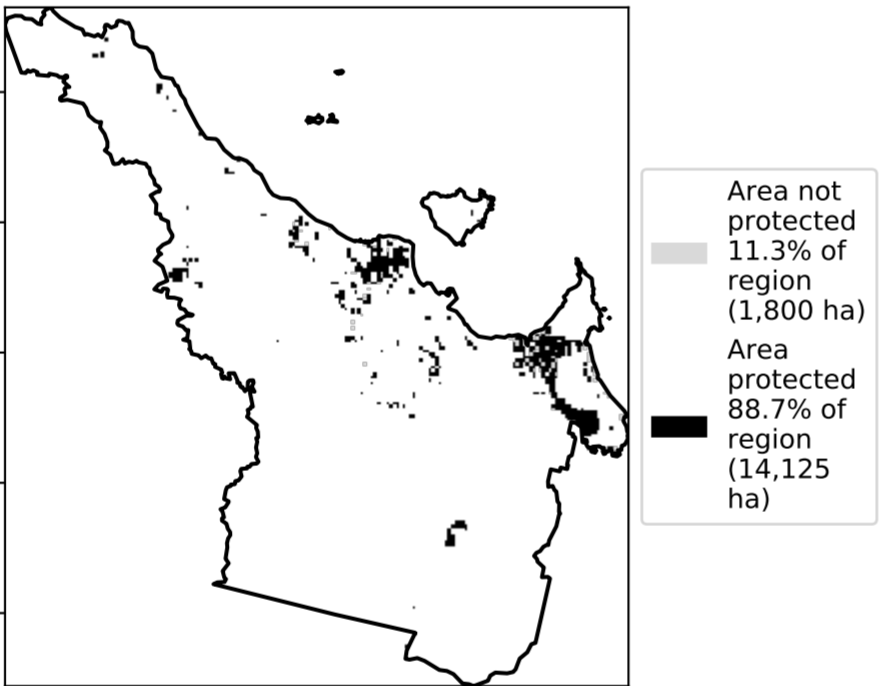 Area not
protected
11.3% of
region
(1,800 ha)
Area
protected
88.7% of
region
(14,125
ha)